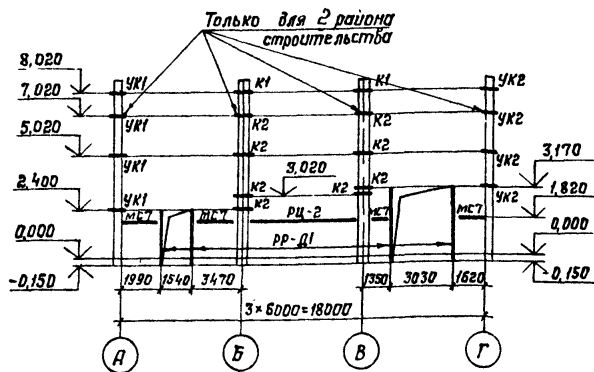 Только для 2 района
строительства
8,020
7,020
5,020
2.400
0,000
-0,150
УК1
К1
К1
УК2
УК1
К2
К2
УК2
УК1
К2
К2
УК2
3,020
3,170
УК1
К2
К2
К2
УК2
1,820
МС7
МС7
РЦ-2
МС7
МС7
РР-Д1
0,000
-0,150
1990
1540
3470
1350
3030
1620
3×6000=18000
А
Б
В
Г